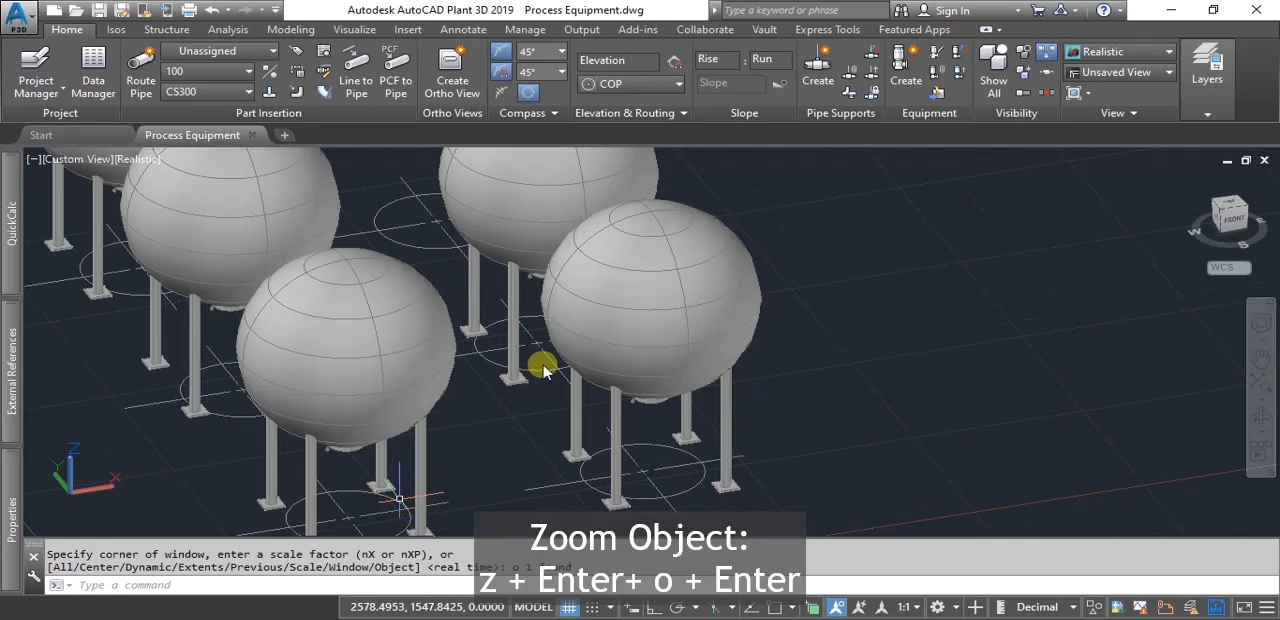 Autodesk AutoCAD Plant 3D 2019 Process Equipment.dwg
Type a keyword or phrase
Sign In
P3D
Home Isos Structure Analysis Modeling Visualize Insert Annotate Manage Output Add-ins Collaborate Vault Express Tools Featured Apps
Project Manager
Data Manager
Project
Route Pipe
Unassigned
100
CS300
Line to Pipe
PCF
PCF to Pipe
Part Insertion
Create Ortho View
Ortho Views
45°
45°
Compass
Elevation
COP
Elevation & Routing
Rise : Run
Slope
Slope
Create
Pipe Supports
Create
Equipment
Show All
Visibility
Realistic
Unsaved View
View
Layers
Start
Process Equipment
[−][Custom View][Realistic]
QuickCalc
External References
Properties
TOP
FRONT
W
S
E
WCS
Z
Y
X
Zoom Object:
z + Enter+ o + Enter
Specify corner of window, enter a scale factor (nX or nXP), or
[All/Center/Dynamic/Extents/Previous/Scale/Window/Object] <real time>: o 1 found
Type a command
2578.4953, 1547.8425, 0.0000 MODEL
1:1
Decimal